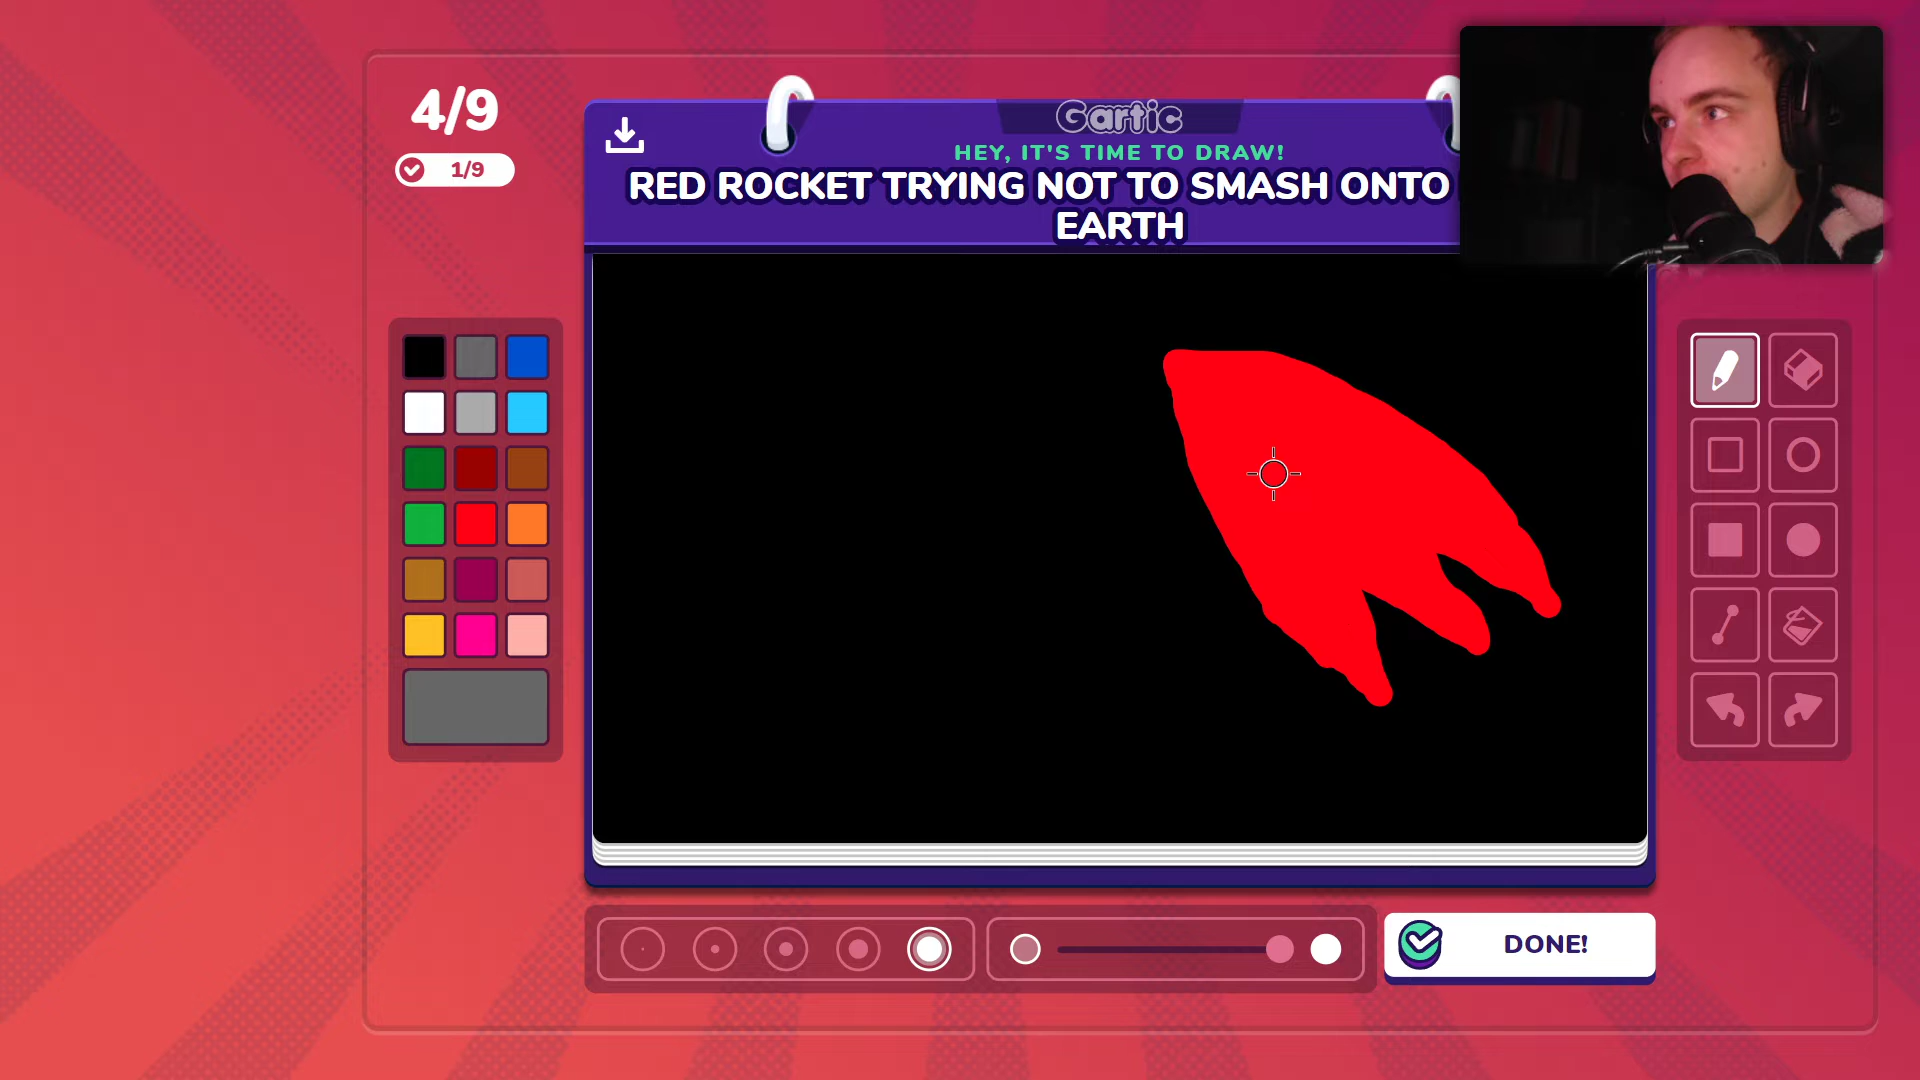 4/9
1/9
Gartic
HEY, IT'S TIME TO DRAW!
RED ROCKET TRYING NOT TO SMASH ONTO
EARTH
DONE!